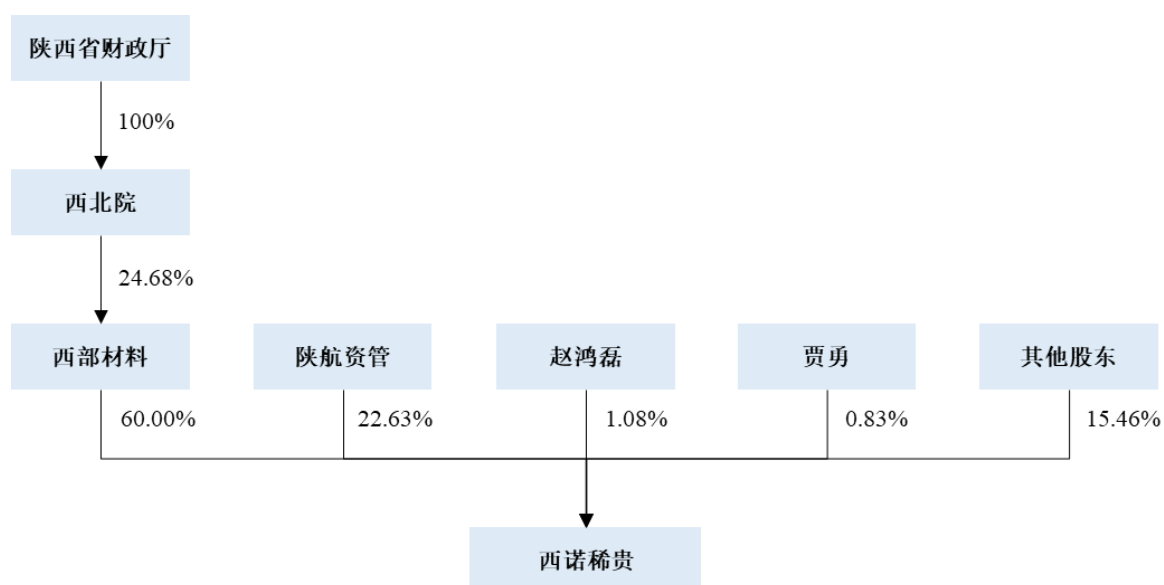 陕西省财政厅
100%
西北院
24.68%
西部材料
陕航资管
赵鸿磊
贾勇
其他股东
60.00%
22.63%
1.08%
0.83%
15.46%
西诺稀贵